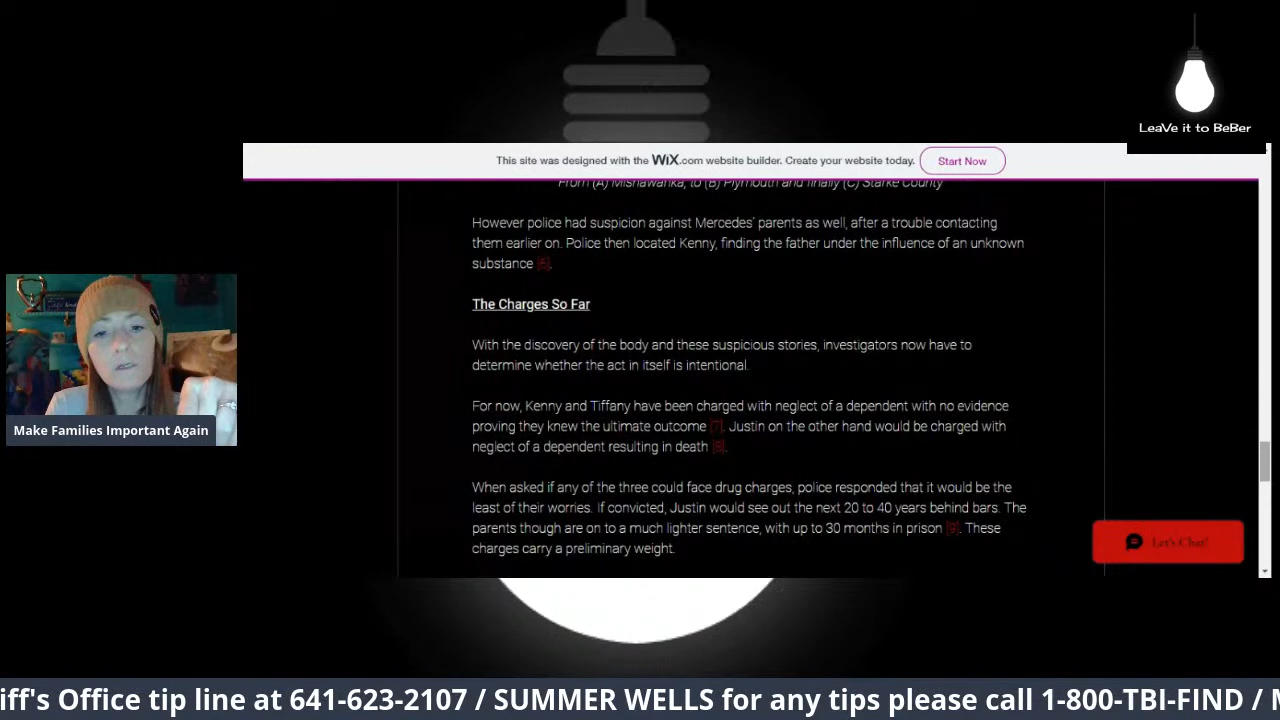 LeaVe it to BeBer
This site was designed with the WiX.com website builder. Create your website today. Start Now
From (A) Mishawanka, to (B) Plymouth and finally (C) Starke County
However police had suspicion against Mercedes' parents as well, after a trouble contacting
them earlier on. Police then located Kenny, finding the father under the influence of an unknown
substance
The Charges So Far
With the discovery of the body and these suspicious stories, investigators now have to
determine whether the act in itself is intentional.
For now, Kenny and Tiffany have been charged with neglect of a dependent with no evidence
proving they knew the ultimate outcome [7]. Justin on the other hand would be charged with
neglect of a dependent resulting in death [8].
When asked if any of the three could face drug charges, police responded that it would be the
least of their worries. If convicted, Justin would see out the next 20 to 40 years behind bars. The
parents though are on to a much lighter sentence, with up to 30 months in prison [9]. These
charges carry a preliminary weight.
Let's Chat!
Make Families Important Again
iff's Office tip line at 641-623-2107 / SUMMER WELLS for any tips please call 1-800-TBI-FIND /